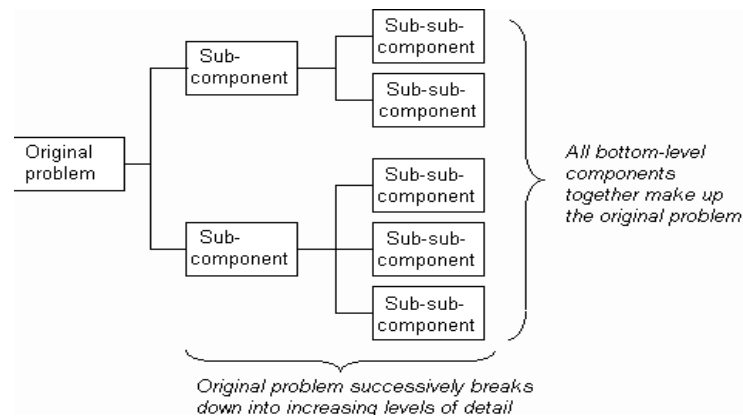 Original
problem
Sub-
component
Sub-
component
Sub-sub-
component
Sub-sub-
component
Sub-sub-
component
Sub-sub-
component
Sub-sub-
component
All bottom-level
components
together make up
the original problem
Original problem successively breaks
down into increasing levels of detail